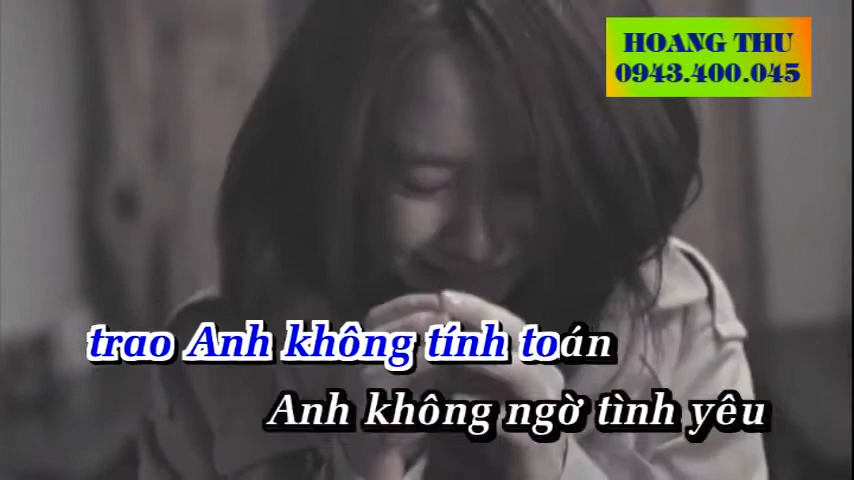 HOANG THU
0943.400.045
trao Anh không tính toán
Anh không ngờ tình yêu